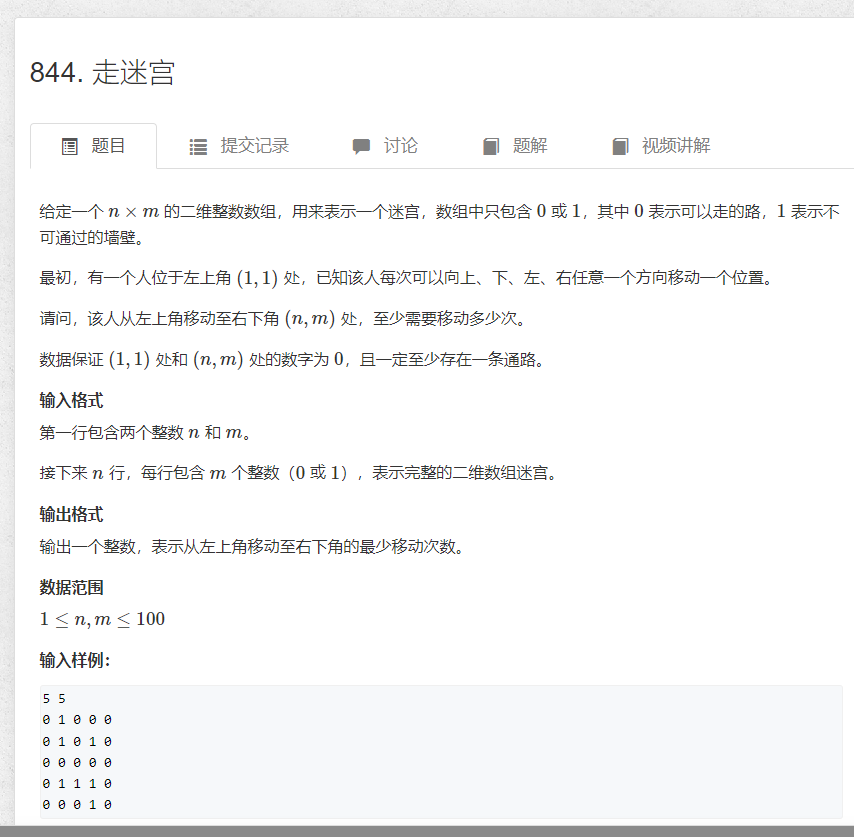 844. 走迷宫
题目 提交记录 讨论 题解 视频讲解
给定一个 n × m 的二维整数数组，用来表示一个迷宫，数组中只包含 0 或 1，其中 0 表示可以走的路，1 表示不
可通过的墙壁。
最初，有一个人位于左上角 (1, 1) 处，已知该人每次可以向上、下、左、右任意一个方向移动一个位置。
请问，该人从左上角移动至右下角 (n, m) 处，至少需要移动多少次。
数据保证 (1, 1) 处和 (n, m) 处的数字为 0，且一定至少存在一条通路。
输入格式
第一行包含两个整数 n 和 m。
接下来 n 行，每行包含 m 个整数（0 或 1），表示完整的二维数组迷宫。
输出格式
输出一个整数，表示从左上角移动至右下角的最少移动次数。
数据范围
1 ≤ n, m ≤ 100
输入样例：
5 5
0 1 0 0 0
0 1 0 1 0
0 0 0 0 0
0 1 1 1 0
0 0 0 1 0